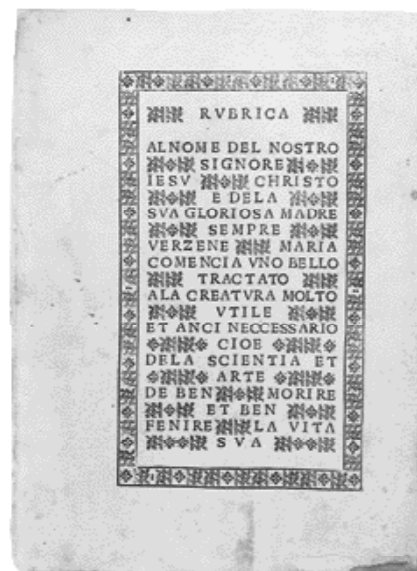 RVBRICA
AL NOME DEL NOSTRO
SIGNORE
IESV CHRISTO
E DELA
SVA GLORIOSA MADRE
SEMPRE
VERZENE MARIA
COMENCIA VNO BELLO
TRACTATO
ALA CREATVRA MOLTO
VTILE
ET ANCI NECCESSARIO
CIOE
DELA SCIENTIA ET
ARTE
DE BEN MORIRE
ET BEN
FENIRE LA VITA
SVA